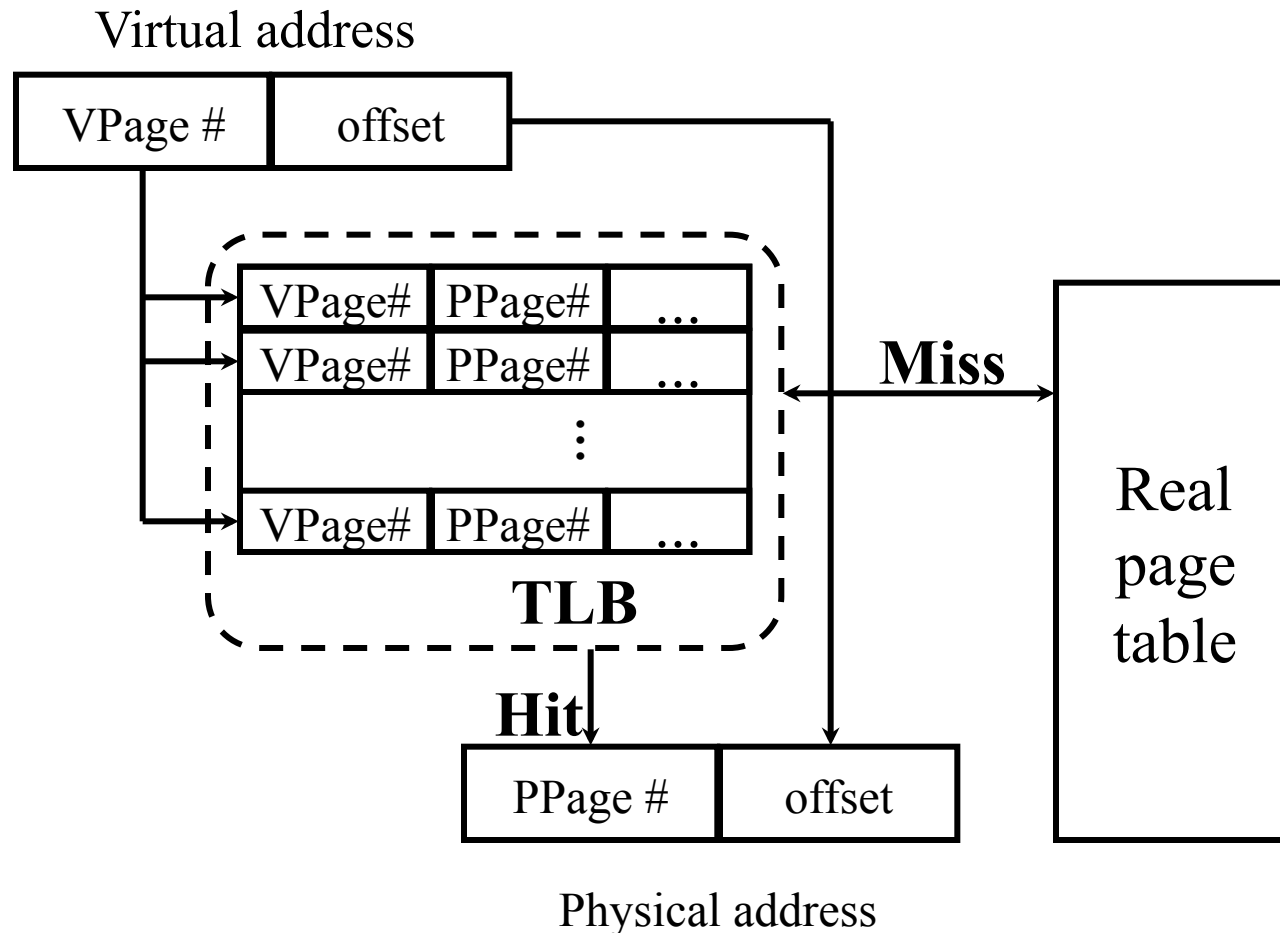 Virtual address
VPage # offset
VPage# PPage# ...
VPage# PPage# ...
Miss
⋮
VPage# PPage# ...
TLB
Real
page
table
Hit
PPage # offset
Physical address